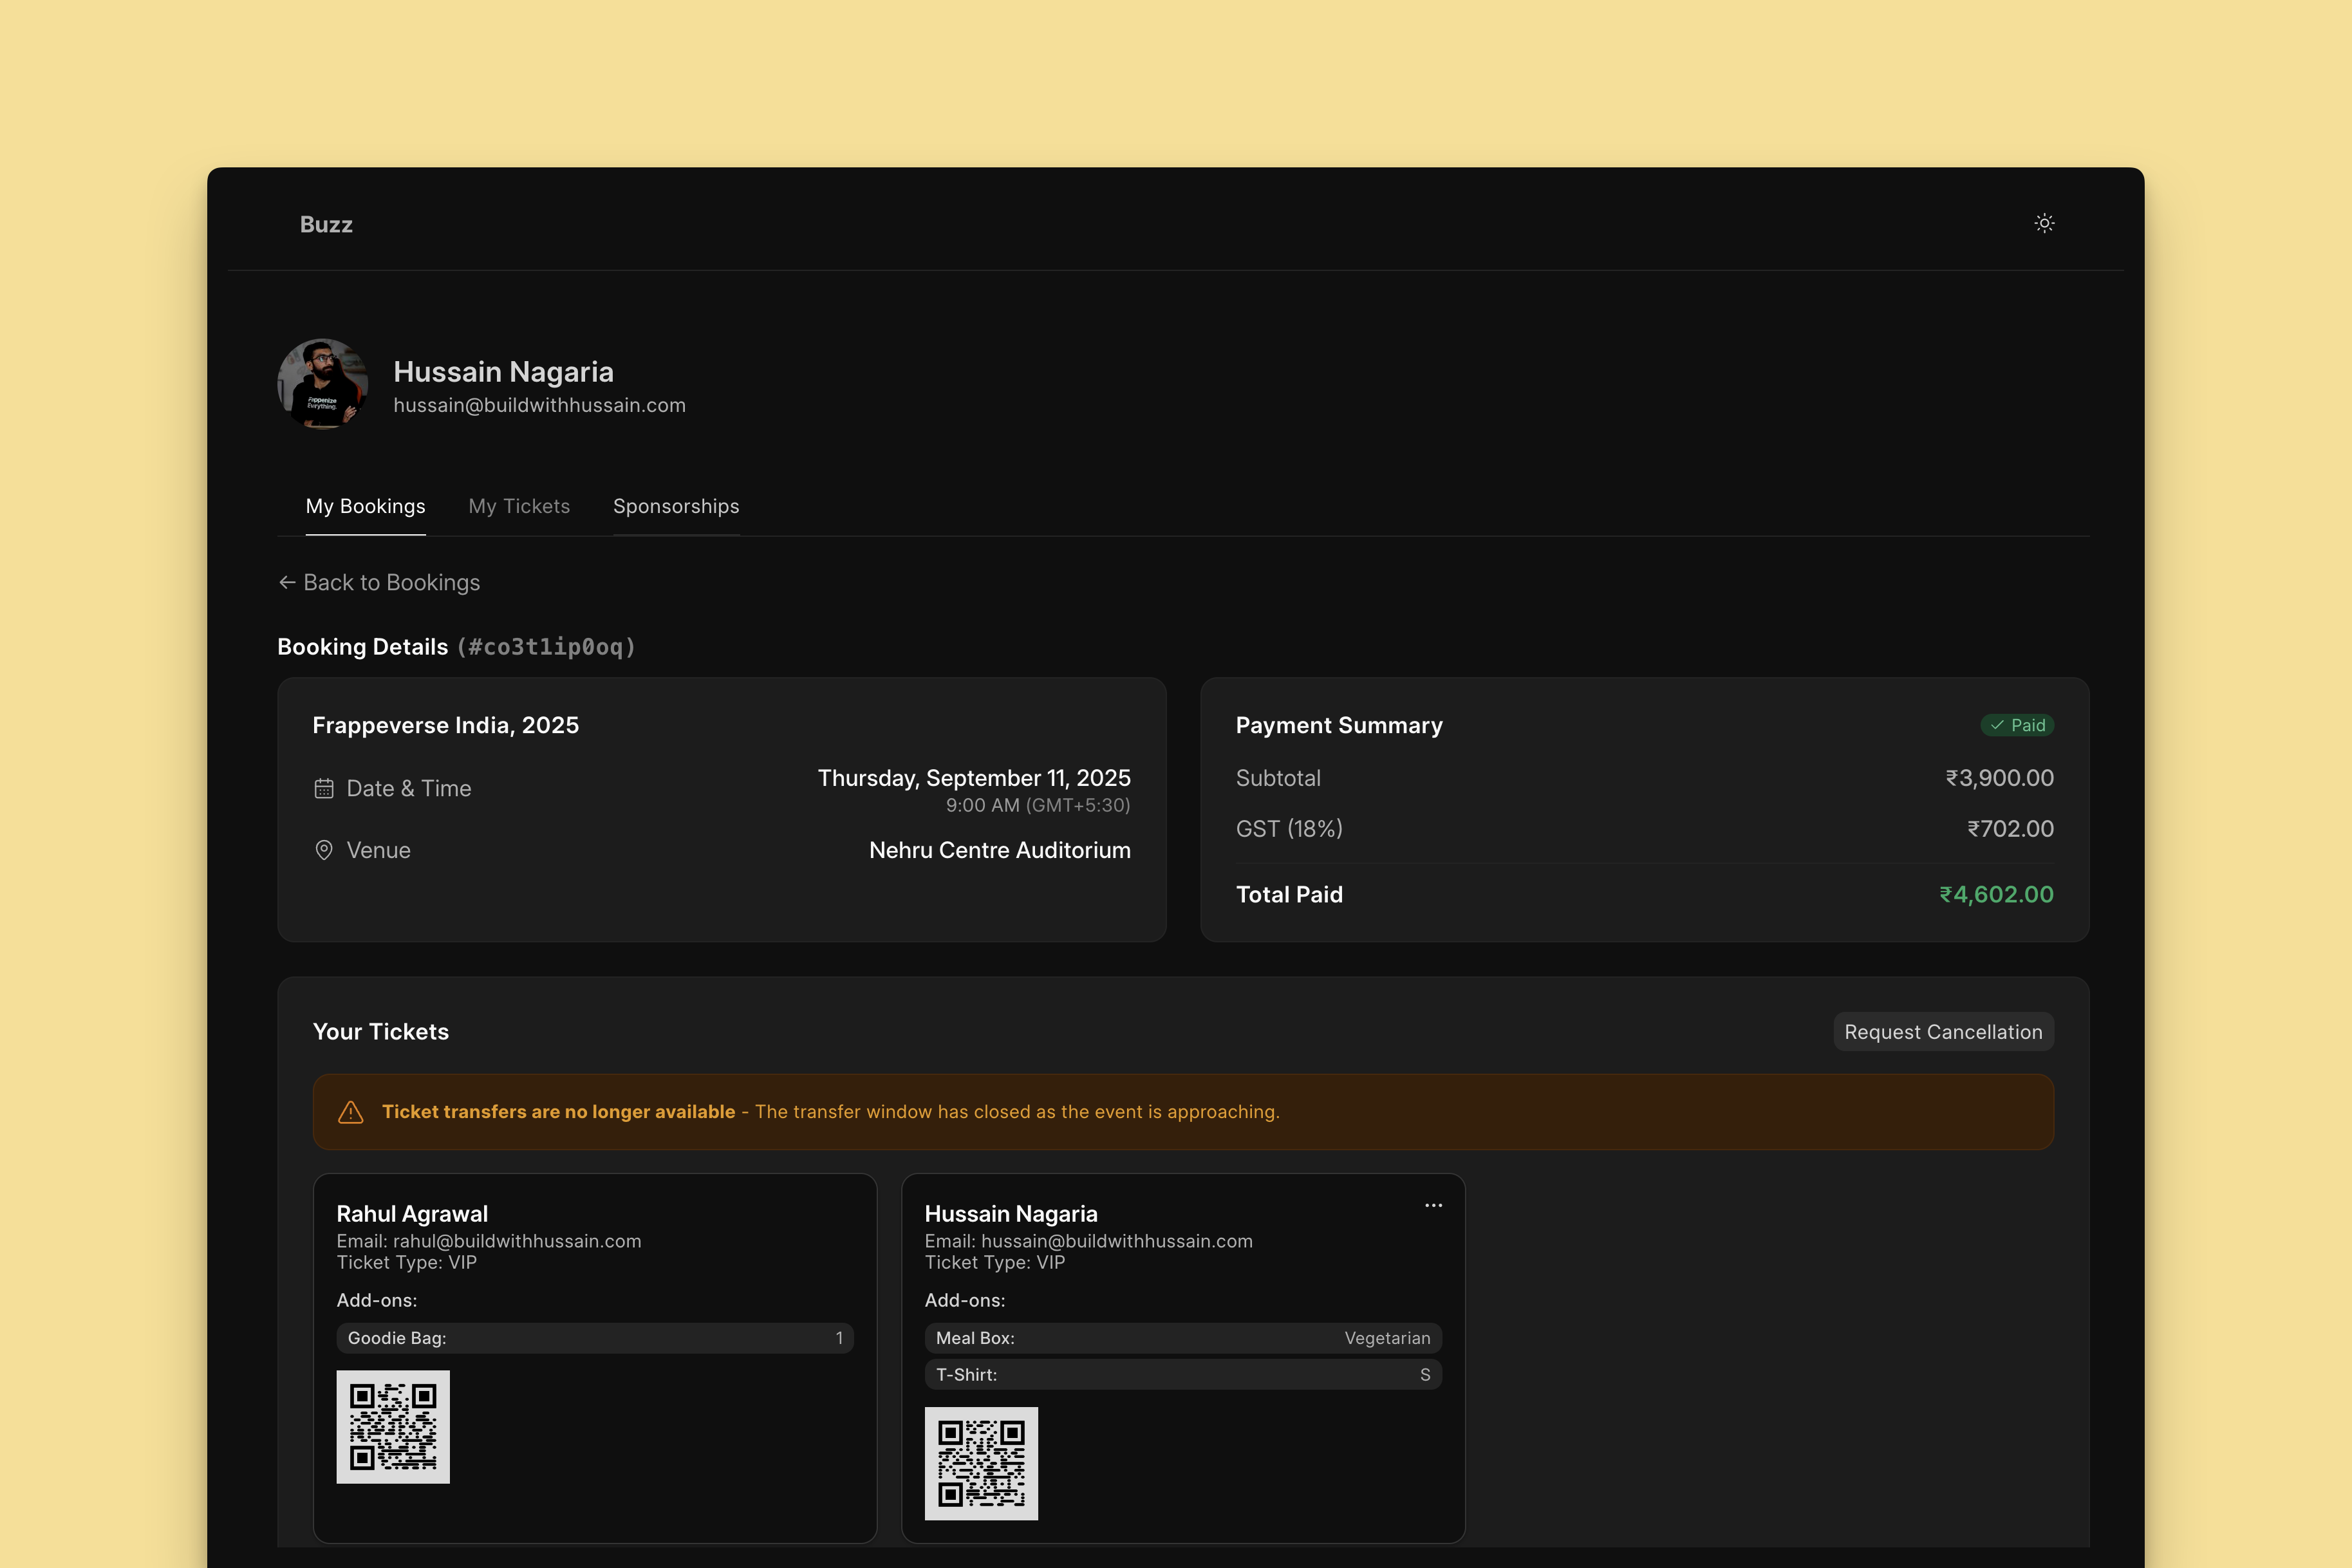 Buzz
Hussain Nagaria
hussain@buildwithhussain.com
Frappenize
Everything.
My Bookings
My Tickets
Sponsorships
← Back to Bookings
Booking Details (#co3t1ip0oq)
Frappeverse India, 2025
Date & Time
Thursday, September 11, 2025
9:00 AM (GMT+5:30)
Venue
Nehru Centre Auditorium
Payment Summary
✓ Paid
Subtotal
₹3,900.00
GST (18%)
₹702.00
Total Paid
₹4,602.00
Your Tickets
Request Cancellation
Ticket transfers are no longer available - The transfer window has closed as the event is approaching.
Rahul Agrawal
Email: rahul@buildwithhussain.com
Ticket Type: VIP
Add-ons:
Goodie Bag: 1
Hussain Nagaria
Email: hussain@buildwithhussain.com
Ticket Type: VIP
Add-ons:
Meal Box: Vegetarian
T-Shirt: S